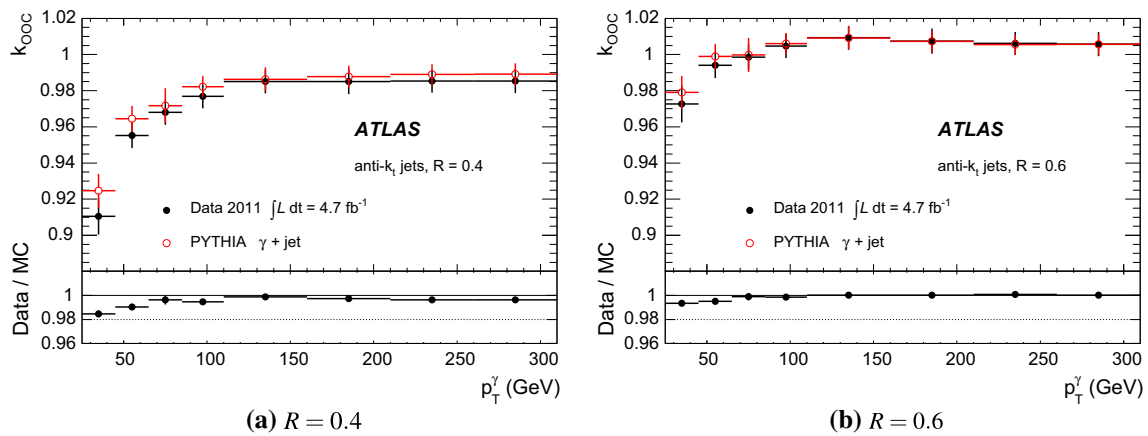 k_OOC
1.02
1
0.98
0.96
0.94
0.92
0.9
ATLAS
anti-k_t jets, R = 0.4
Data 2011 ∫L dt = 4.7 fb⁻¹
PYTHIA γ + jet
Data / MC
1
0.98
0.96
50 100 150 200 250 300
p_T^γ (GeV)
(a) R = 0.4
k_OOC
1.02
1
0.98
0.96
0.94
0.92
0.9
ATLAS
anti-k_t jets, R = 0.6
Data 2011 ∫L dt = 4.7 fb⁻¹
PYTHIA γ + jet
Data / MC
1
0.98
0.96
50 100 150 200 250 300
p_T^γ (GeV)
(b) R = 0.6